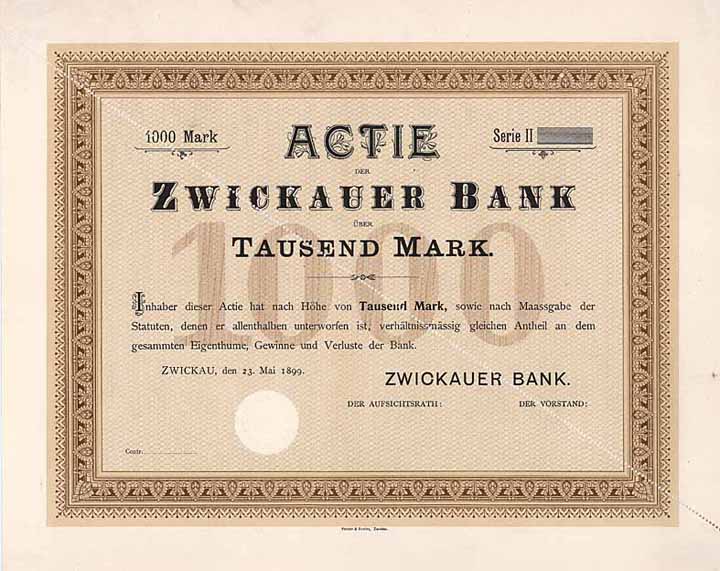 1000 Mark ACTIE Serie II
DER
ZWICKAUER BANK
ÜBER
TAUSEND MARK.
1000
Inhaber dieser Actie hat nach Höhe von Tausend Mark, sowie nach Maassgabe der
Statuten, denen er allenthalben unterworfen ist, verhältnissmässig gleichen Antheil an dem
gesammten Eigenthume, Gewinne und Verluste der Bank.
ZWICKAU, den 23. Mai 1899.
ZWICKAUER BANK.
DER AUFSICHTSRATH: DER VORSTAND:
Contr.